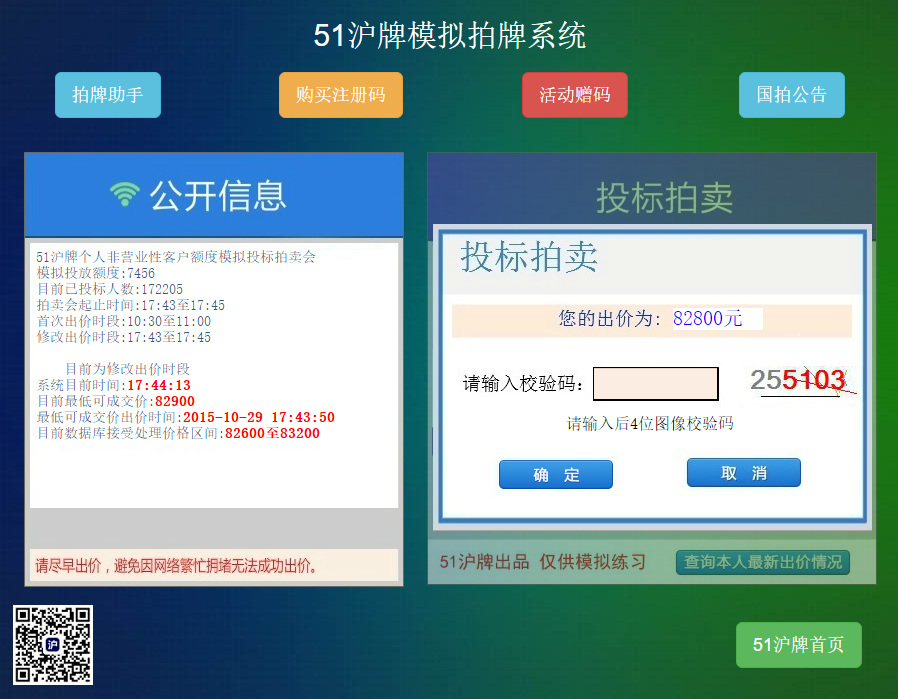 51沪牌模拟拍牌系统
拍牌助手
购买注册码
活动赠码
国拍公告
公开信息
51沪牌个人非营业性客户额度模拟投标拍卖会
模拟投放额度:7456
目前已投标人数:172205
拍卖会起止时间:17:43至17:45
首次出价时段:10:30至11:00
修改出价时段:17:43至17:45
目前为修改出价时段
系统目前时间:17:44:13
目前最低可成交价:82900
最低可成交价出价时间:2015-10-29 17:43:50
目前数据库接受处理价格区间:82600至83200
请尽早出价，避免因网络繁忙拥堵无法成功出价。
投标拍卖
投标拍卖
您的出价为：82800元
请输入校验码：
255103
请输入后4位图像校验码
确 定
取 消
51沪牌出品 仅供模拟练习
查询本人最新出价情况
沪
51沪牌首页